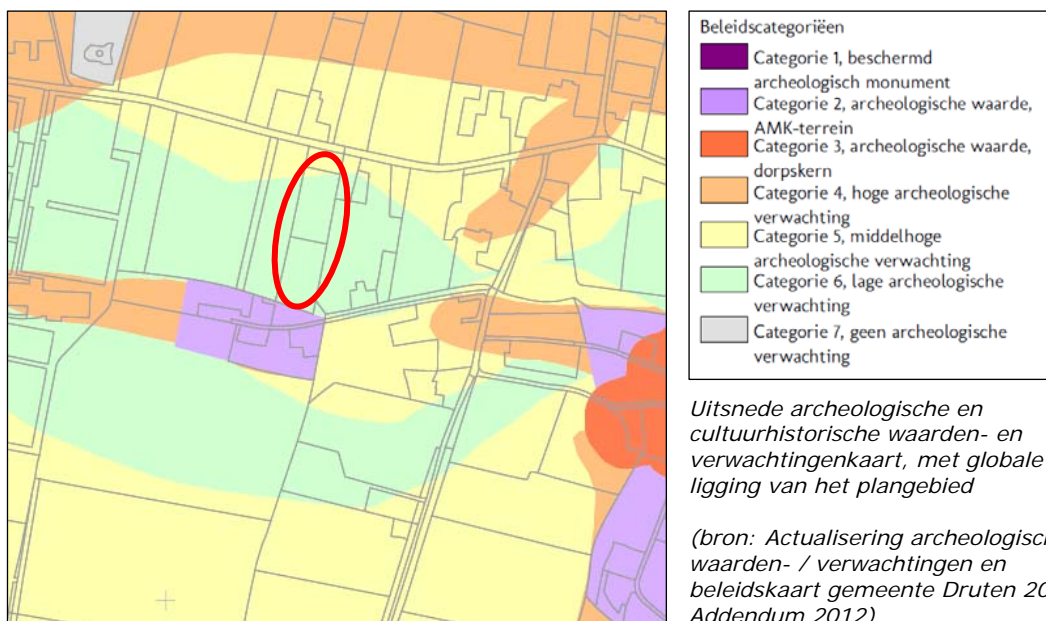 Beleidscategorieën
Categorie 1, beschermd
archeologisch monument
Categorie 2, archeologische waarde,
AMK-terrein
Categorie 3, archeologische waarde,
dorpskern
Categorie 4, hoge archeologische
verwachting
Categorie 5, middelhoge
archeologische verwachting
Categorie 6, lage archeologische
verwachting
Categorie 7, geen archeologische
verwachting
Uitsnede archeologische en
cultuurhistorische waarden- en
verwachtingenkaart, met globale
ligging van het plangebied
(bron: Actualisering
waarden- / verwachtingen en
beleidskaart gemeente Druten
Addendum 2012)